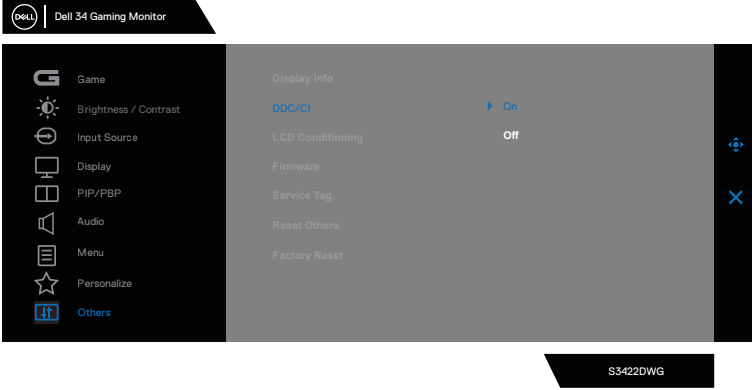 DELL
Dell 34 Gaming Monitor
Game
Brightness / Contrast
Input Source
Display
PIP/PBP
Audio
Menu
Personalize
Others
Display Info
DDC/CI
LCD Conditioning
Firmware
Service Tag
Reset Others
Factory Reset
On
Off
S3422DWG